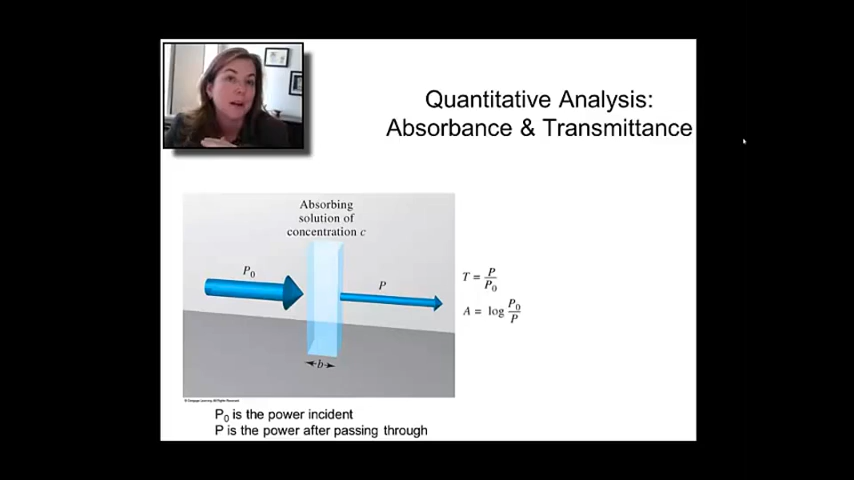 Quantitative Analysis:
Absorbance & Transmittance
Absorbing
solution of
concentration c
P₀
P
T = P/P₀
A = log P₀/P
b
© Cengage Learning. All Rights Reserved.
P₀ is the power incident
P is the power after passing through